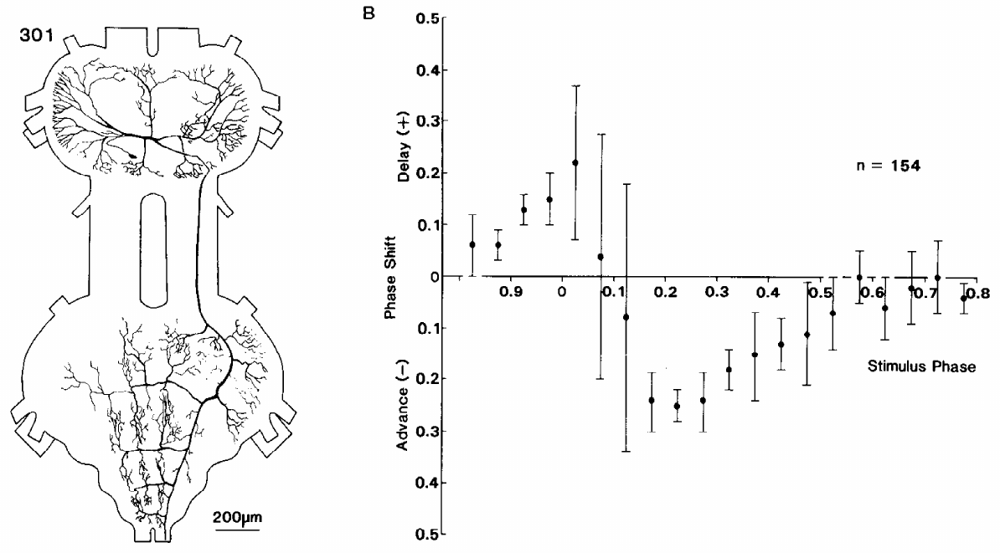 301
200µm
B
0.5
0.4
0.3
0.2
0.1
0
0.1
0.2
0.3
0.4
0.5
Delay (+)
Phase Shift
Advance (−)
n = 154
0.9 0 0.1 0.2 0.3 0.4 0.5 0.6 0.7 0.8
Stimulus Phase